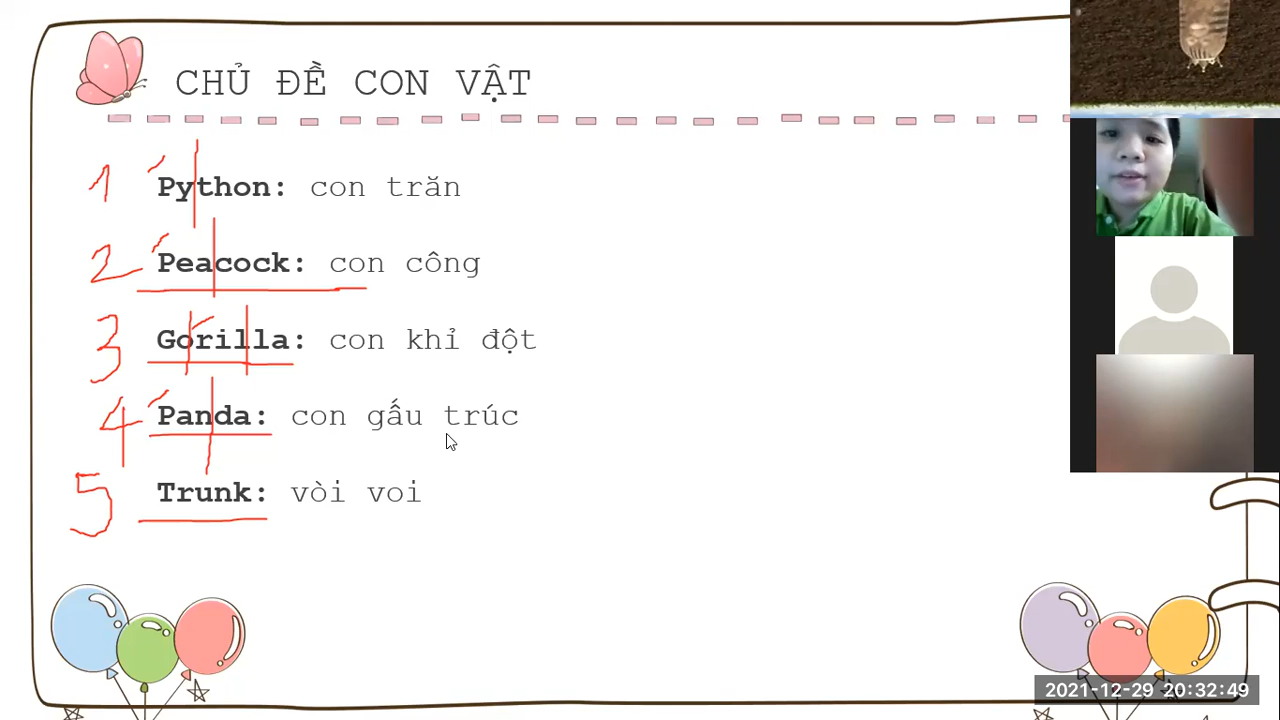 CHỦ ĐỀ CON VẬT
1 Python: con trăn
2 Peacock: con công
3 Gorilla: con khỉ đột
4 Panda: con gấu trúc
5 Trunk: vòi voi
2021-12-29 20:32:49